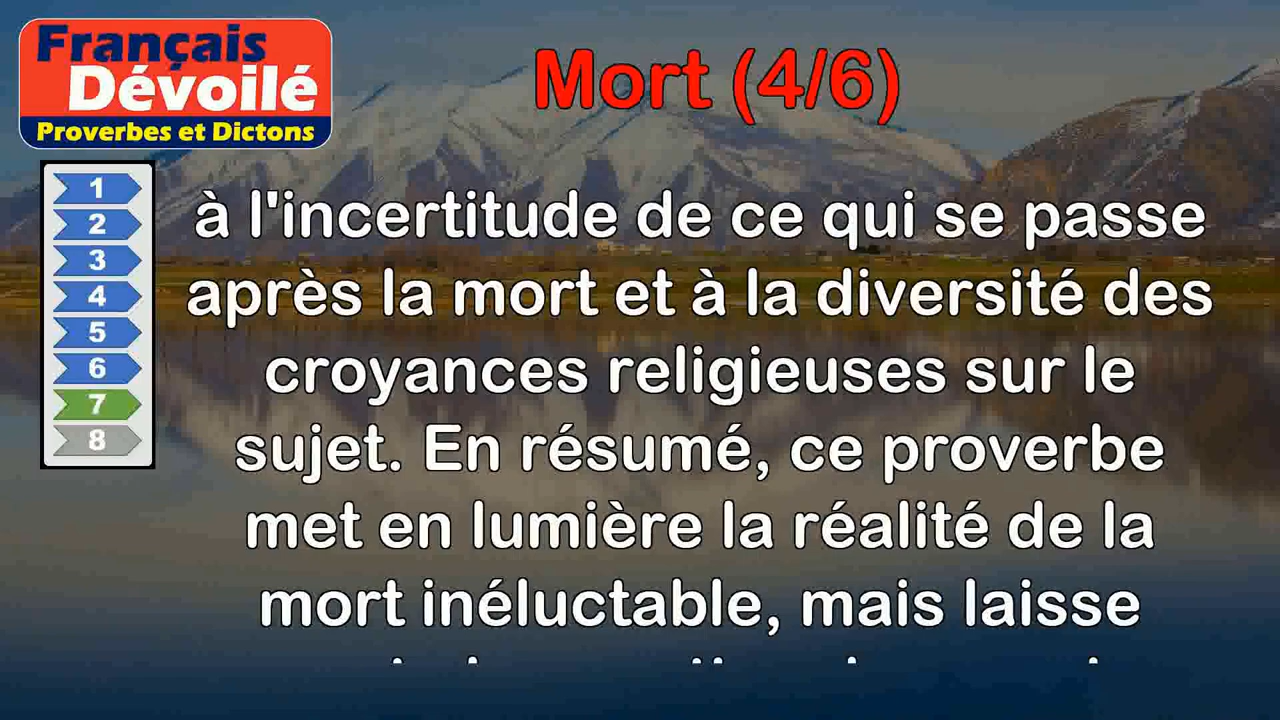 Français
Dévoilé
Proverbes et Dictons
Mort (4/6)
1
2
3
4
5
6
7
8
à l'incertitude de ce qui se passe
après la mort et à la diversité des
croyances religieuses sur le
sujet. En résumé, ce proverbe
met en lumière la réalité de la
mort inéluctable, mais laisse